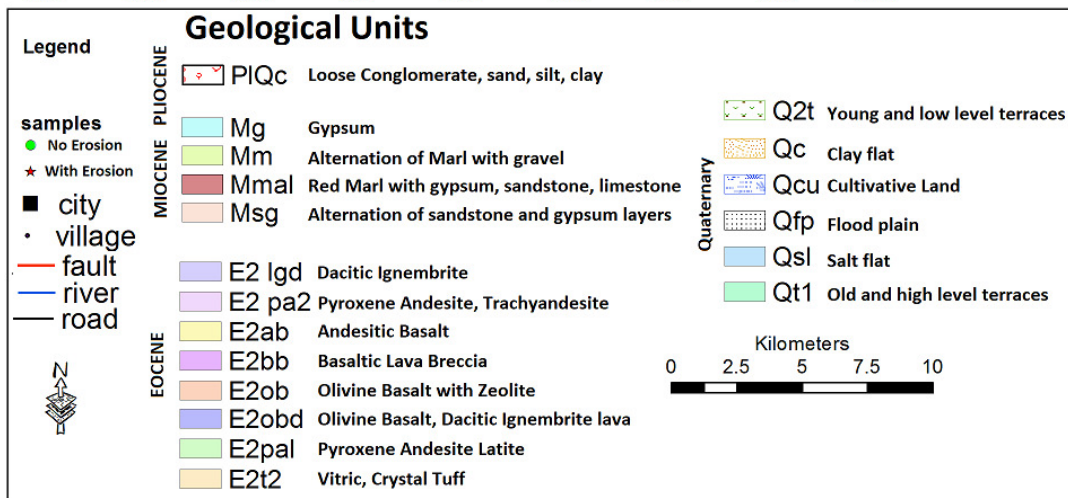 Geological Units
Legend
samples
No Erosion
With Erosion
city
village
fault
river
road
N
PLIOCENE
PlQc Loose Conglomerate, sand, silt, clay
MIOCENE
Mg Gypsum
Mm Alternation of Marl with gravel
Mmal Red Marl with gypsum, sandstone, limestone
Msg Alternation of sandstone and gypsum layers
EOCENE
E2 Igd Dacitic Ignembrite
E2 pa2 Pyroxene Andesite, Trachyandesite
E2ab Andesitic Basalt
E2bb Basaltic Lava Breccia
E2ob Olivine Basalt with Zeolite
E2obd Olivine Basalt, Dacitic Ignembrite lava
E2pal Pyroxene Andesite Latite
E2t2 Vitric, Crystal Tuff
Quaternary
Q2t Young and low level terraces
Qc Clay flat
Qcu Cultivative Land
Qfp Flood plain
Qsl Salt flat
Qt1 Old and high level terraces
Kilometers
0 2.5 5 7.5 10